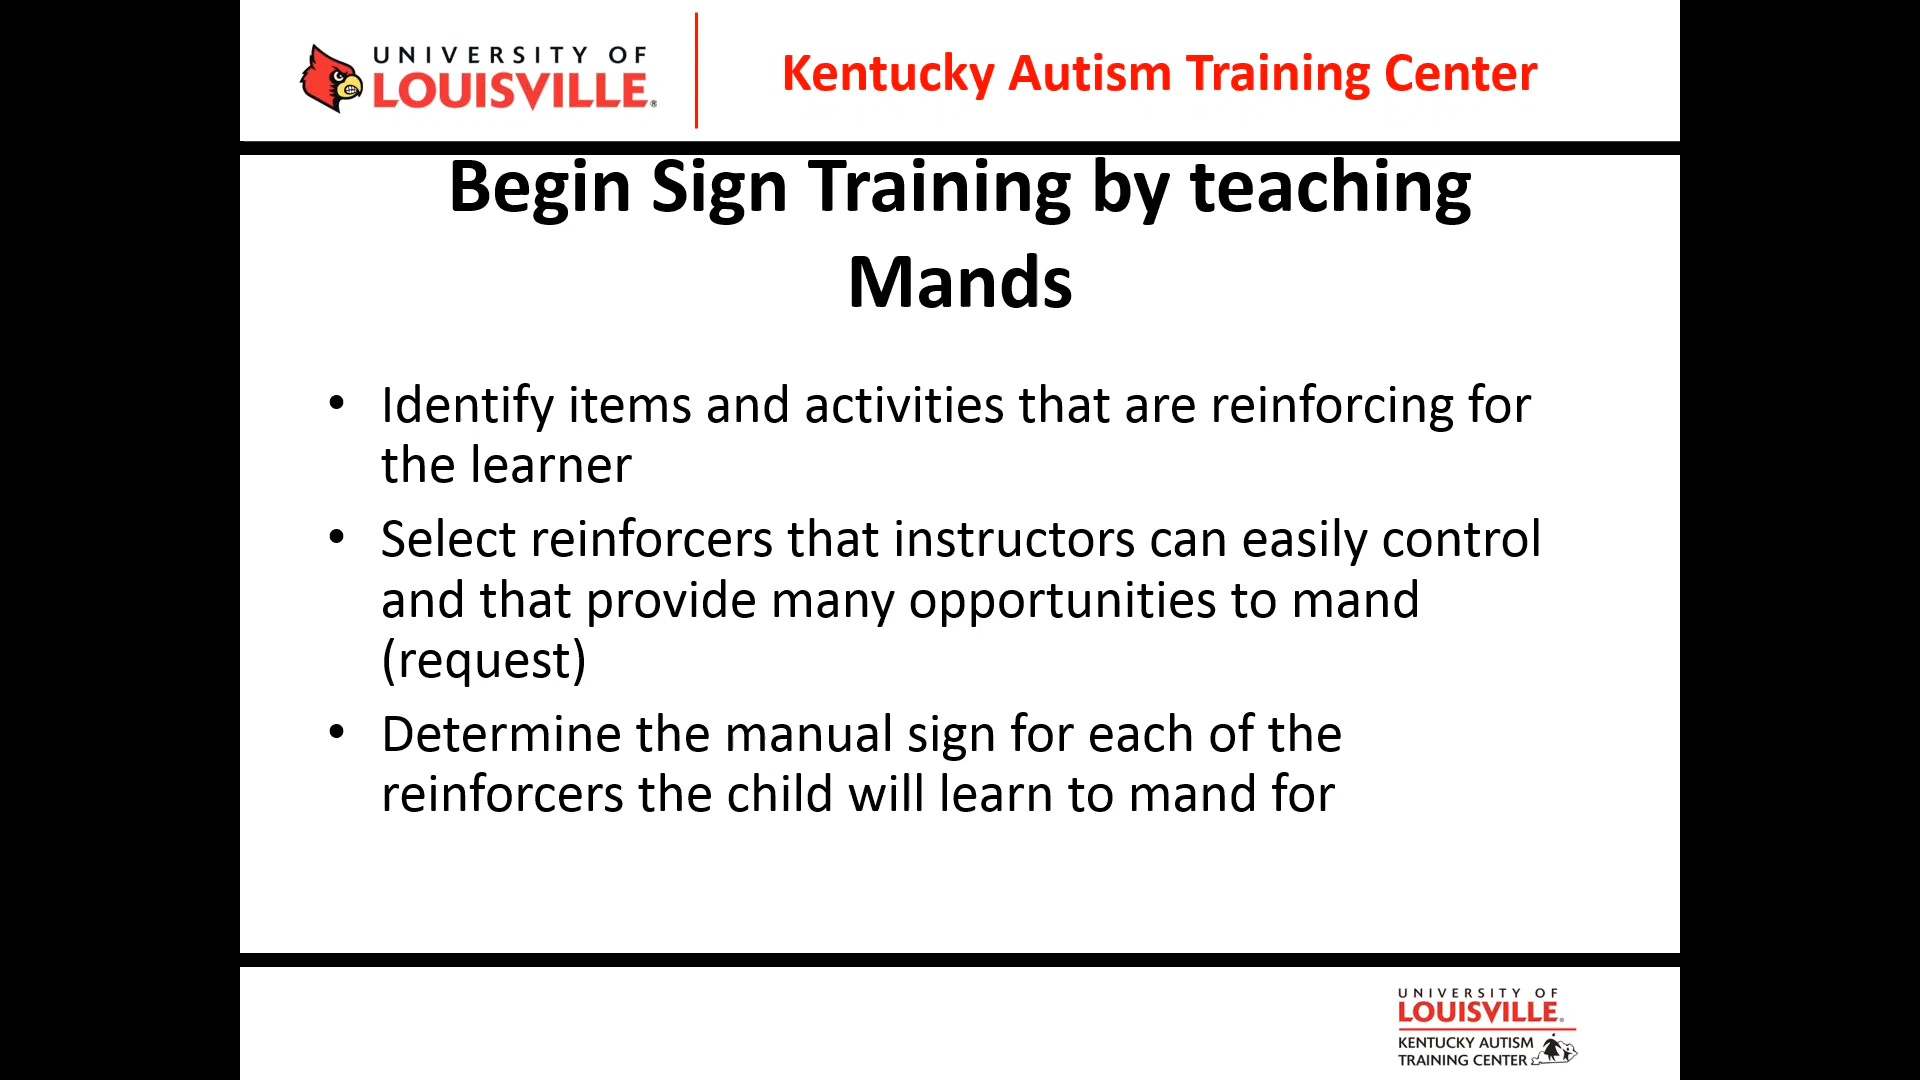 UNIVERSITY OF
LOUISVILLE®
Kentucky Autism Training Center
Begin Sign Training by teaching
Mands
• Identify items and activities that are reinforcing for
the learner
• Select reinforcers that instructors can easily control
and that provide many opportunities to mand
(request)
• Determine the manual sign for each of the
reinforcers the child will learn to mand for
UNIVERSITY OF
LOUISVILLE®
KENTUCKY AUTISM
TRAINING CENTER